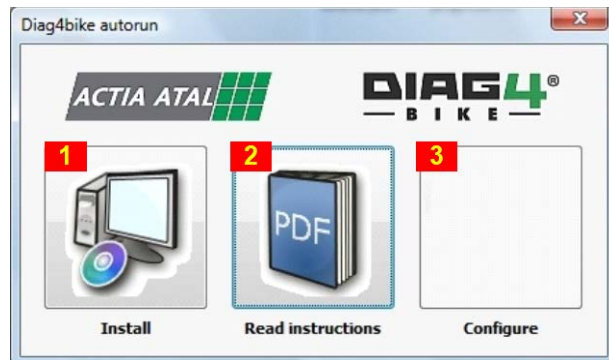 Diag4bike autorun
ACTIA ATAL
DIAG4®
BIKE
1
2
3
PDF
Install
Read instructions
Configure